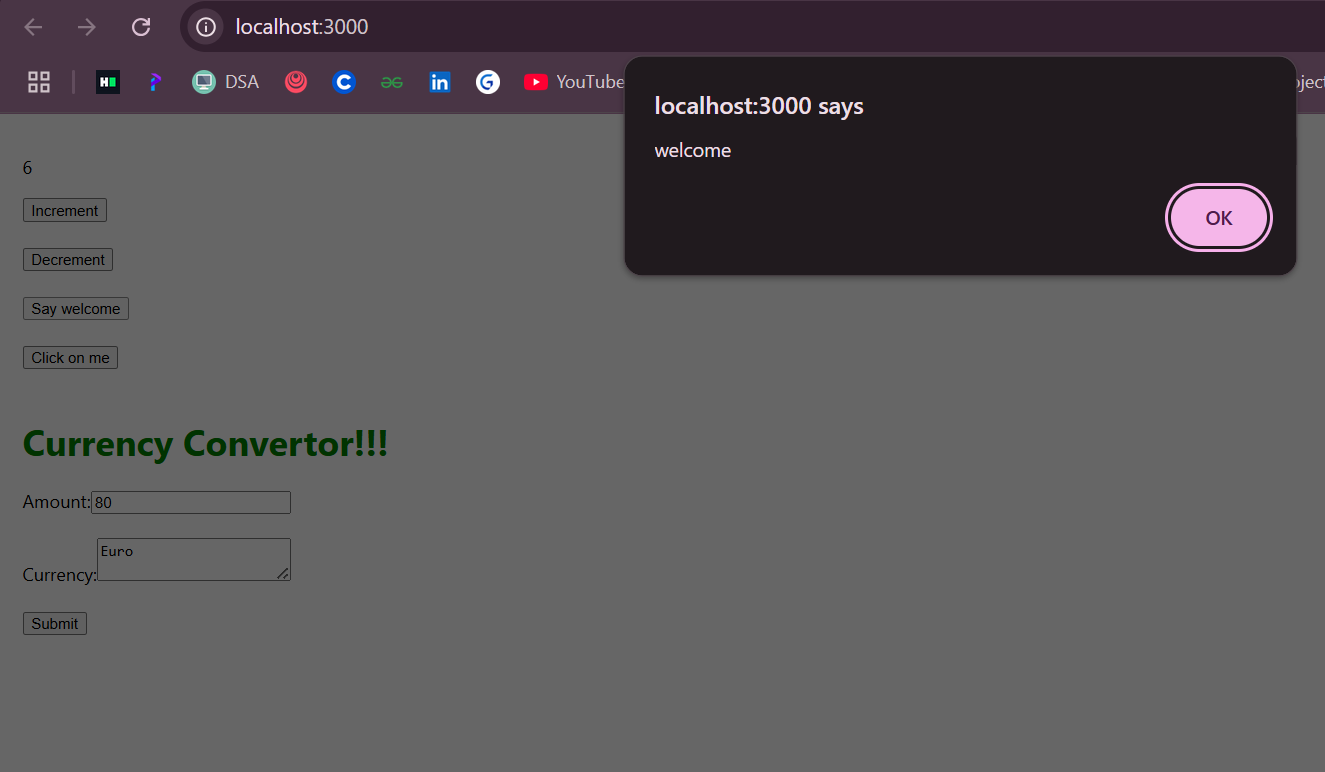 localhost:3000
DSA
YouTube
localhost:3000 says
welcome
OK
6
Increment
Decrement
Say welcome
Click on me
Currency Convertor!!!
Amount:80
Currency:Euro
Submit